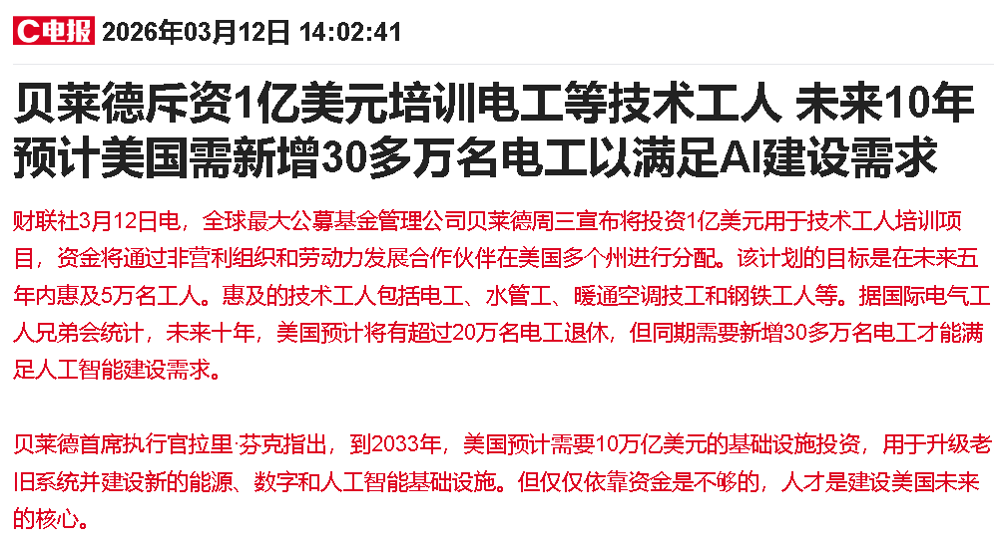 C电报 2026年03月12日 14:02:41
贝莱德斥资1亿美元培训电工等技术工人 未来10年
预计美国需新增30多万名电工以满足AI建设需求
财联社3月12日电，全球最大公募基金管理公司贝莱德周三宣布将投资1亿美元用于技术工人培训项
目，资金将通过非营利组织和劳动力发展合作伙伴在美国多个州进行分配。该计划的目标是在未来五
年内惠及5万名工人。惠及的技术工人包括电工、水管工、暖通空调技工和钢铁工人等。据国际电气工
人兄弟会统计，未来十年，美国预计将有超过20万名电工退休，但同期需要新增30多万名电工才能满
足人工智能建设需求。
贝莱德首席执行官拉里·芬克指出，到2033年，美国预计需要10万亿美元的基础设施投资，用于升级老
旧系统并建设新的能源、数字和人工智能基础设施。但仅仅依靠资金是不够的，人才是建设美国未来
的核心。